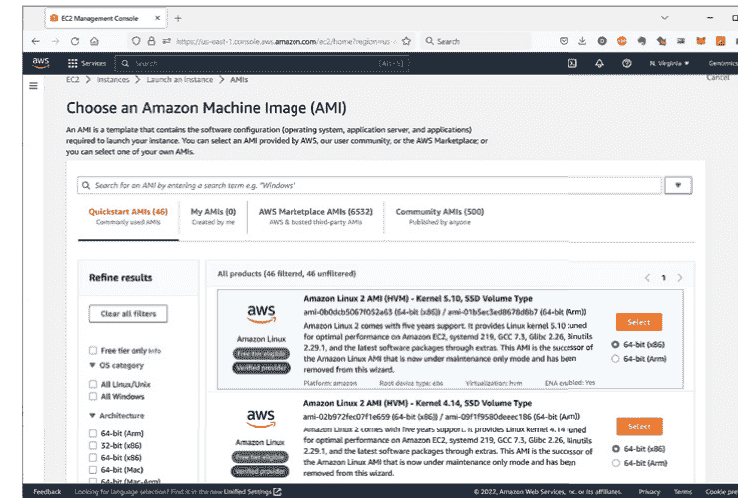 EC2 Management Console
https://us-east-1.console.aws.amazon.com/ec2/home?region=us-
Search
aws
Services
Search
[Alt+S]
N. Virginia
Genomics
EC2 > Instances > Launch an instance > AMIs
Cancel
Choose an Amazon Machine Image (AMI)
An AMI is a template that contains the software configuration (operating system, application server, and applications)
required to launch your instance. You can select an AMI provided by AWS, our user community, or the AWS Marketplace; or
you can select one of your own AMIs.
Search for an AMI by entering a search term e.g. "Windows"
Quickstart AMIs (46)
Commonly used AMIs
My AMIs (0)
Created by me
AWS Marketplace AMIs (6532)
AWS & trusted third-party AMIs
Community AMIs (500)
Published by anyone
Refine results
Clear all filters
Free tier only Info
OS category
All Linux/Unix
All Windows
Architecture
64-bit (Arm)
32-bit (x86)
64-bit (x86)
64-bit (Mac)
64-bit (Mac-Arm)
All products (46 filtered, 46 unfiltered)
1
aws
Amazon Linux
Free tier eligible
Verified provider
Amazon Linux 2 AMI (HVM) - Kernel 5.10, SSD Volume Type
ami-0b0dcb5067f052a63 (64-bit (x86)) / ami-01b5ec3ed8678d6b7 (64-bit (Arm))
Amazon Linux 2 comes with five years support. It provides Linux kernel 5.10 tuned
for optimal performance on Amazon EC2, systemd 219, GCC 7.3, Glibc 2.26, Binutils
2.29.1, and the latest software packages through extras. This AMI is the successor of
the Amazon Linux AMI that is now under maintenance only mode and has been
removed from this wizard.
Platform: amazon
Root device type: ebs
Virtualization: hvm
ENA enabled: Yes
Select
64-bit (x86)
64-bit (Arm)
aws
Amazon Linux
Free tier eligible
Verified provider
Amazon Linux 2 AMI (HVM) - Kernel 4.14, SSD Volume Type
ami-02b972fec07f1e659 (64-bit (x86)) / ami-09f1f9580deeec186 (64-bit (Arm))
Amazon Linux 2 comes with five years support. It provides Linux kernel 4.14 tuned
for optimal performance on Amazon EC2, systemd 219, GCC 7.3, Glibc 2.26, Binutils
2.29.1, and the latest software packages through extras. This AMI is the successor of
the Amazon Linux AMI that is now under maintenance only mode and has been
removed from this wizard.
Select
64-bit (x86)
64-bit (Arm)
Feedback
Looking for language selection? Find it in the new Unified Settings
© 2022, Amazon Web Services, Inc. or its affiliates.
Privacy
Terms
Cookie pre